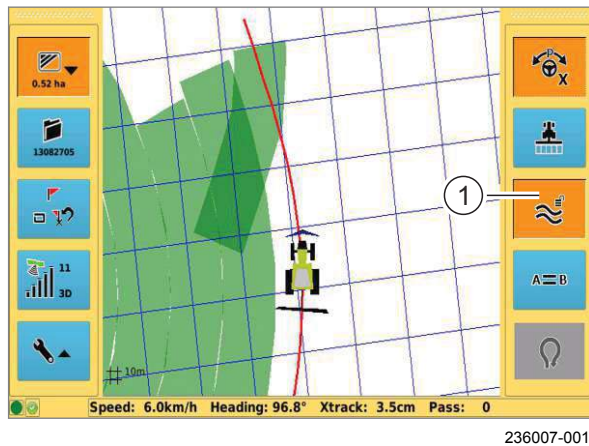 P
X
0.52 ha
13082705
1
11
3D
A=B
10m
Speed: 6.0km/h Heading: 96.8° Xtrack: 3.5cm Pass: 0
236007-001